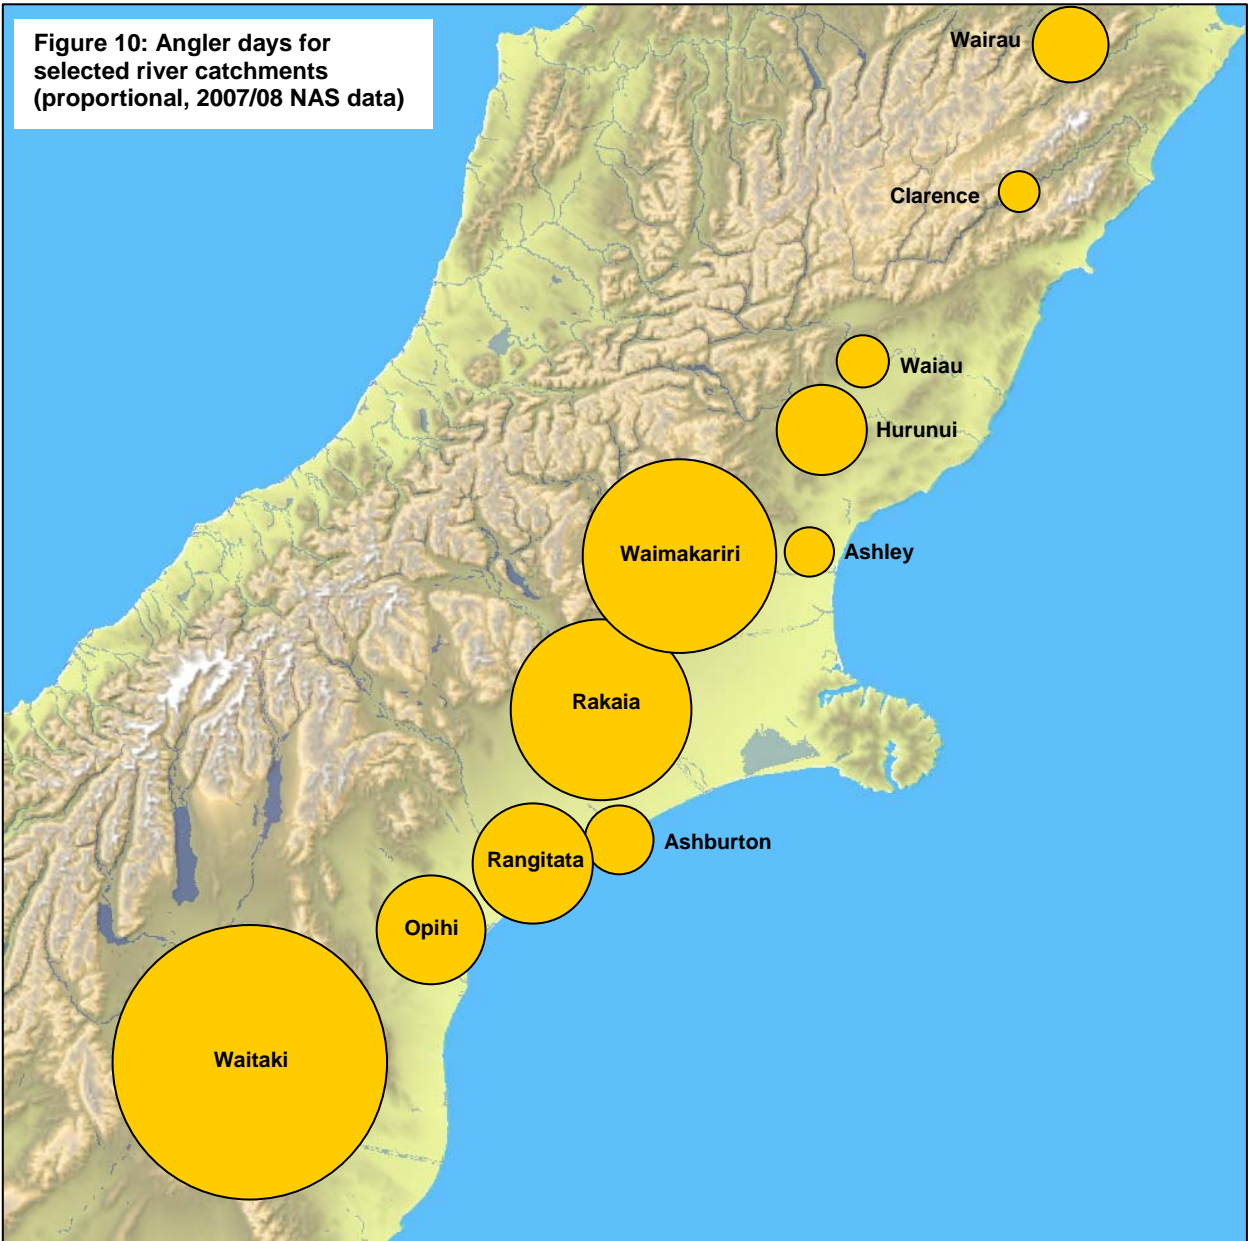 Figure 10: Angler days for
selected river catchments
(proportional, 2007/08 NAS data)
Wairau
Clarence
Waiau
Hurunui
Waimakariri
Ashley
Rakaia
Ashburton
Rangitata
Opihi
Waitaki